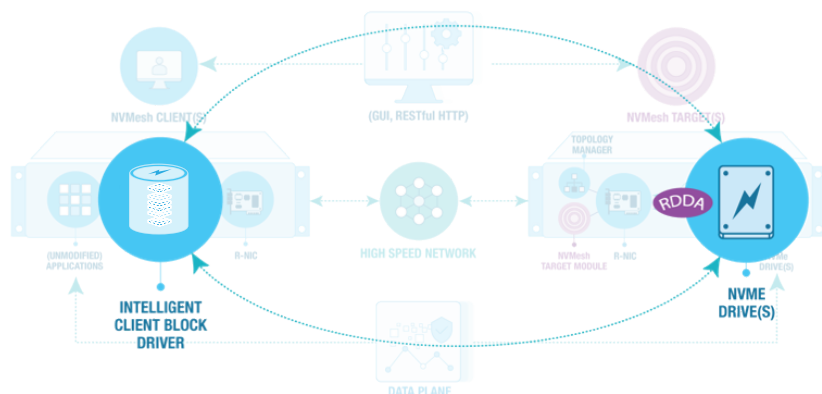 NVMesh CLIENT(S)
(GUI, RESTful HTTP)
NVMesh TARGET(S)
TOPOLOGY
MANAGER
RDDA
(UNMODIFIED)
APPLICATIONS
R-NIC
HIGH SPEED NETWORK
NVMesh
TARGET MODULE
R-NIC
DRIVE(S)
INTELLIGENT
CLIENT BLOCK
DRIVER
NVME
DRIVE(S)
DATA PLANE